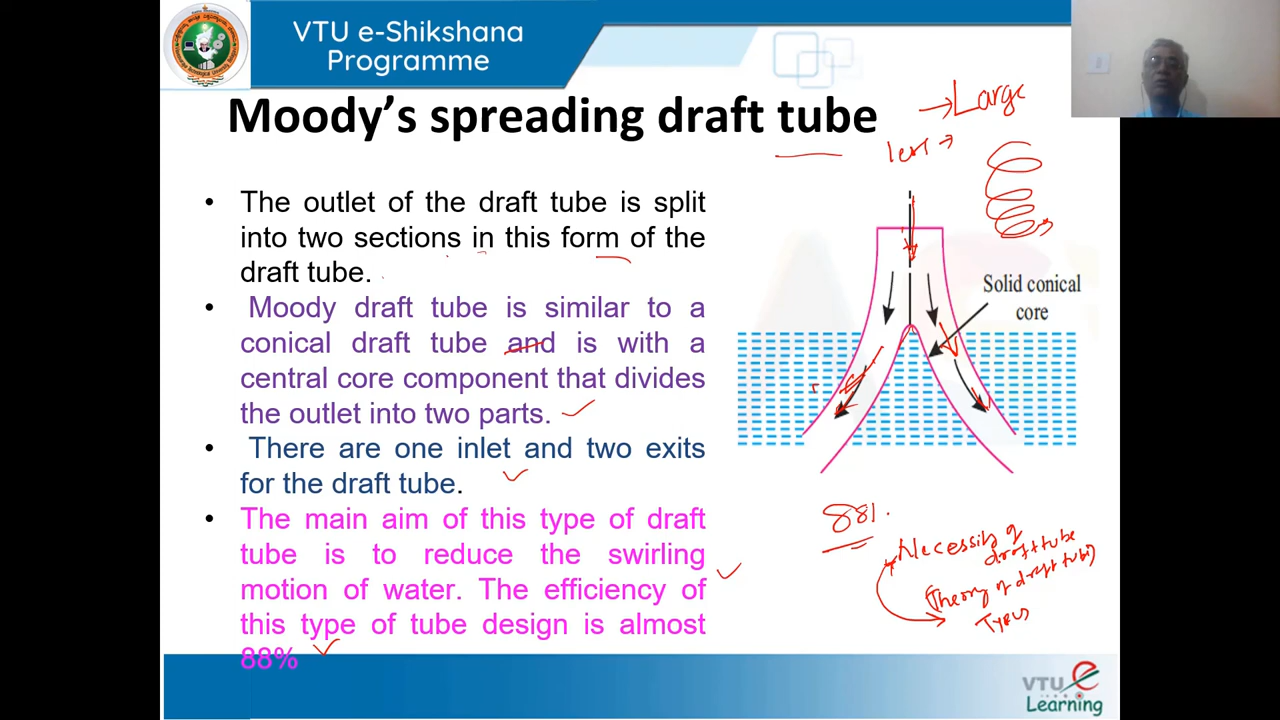 VTU e-Shikshana
Programme
Moody's spreading draft tube
→ Large
less →
• The outlet of the draft tube is split
into two sections in this form of the
draft tube.
• Moody draft tube is similar to a
conical draft tube and is with a
central core component that divides
the outlet into two parts.
• There are one inlet and two exits
for the draft tube.
• The main aim of this type of draft
tube is to reduce the swirling
motion of water. The efficiency of
this type of tube design is almost
88%
Solid conical
core
88%.
Necessity of
draft tube
(Theory of draft tube)
Types
VTU e
Learning